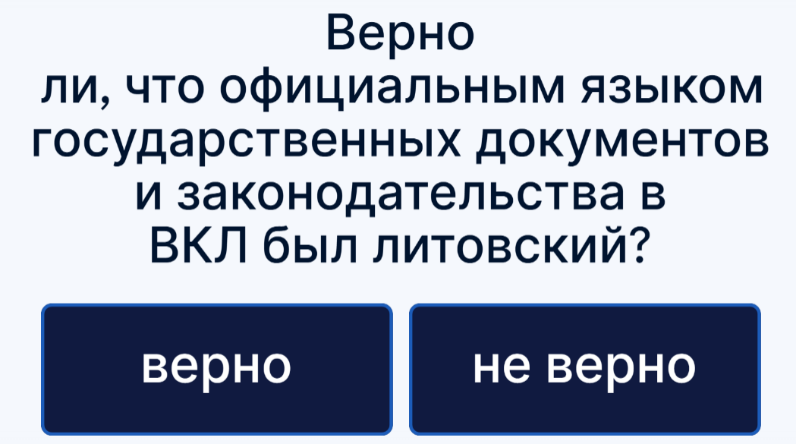 Верно
ли, что официальным языком
государственных документов
и законодательства в
ВКЛ был литовский?
верно
не верно